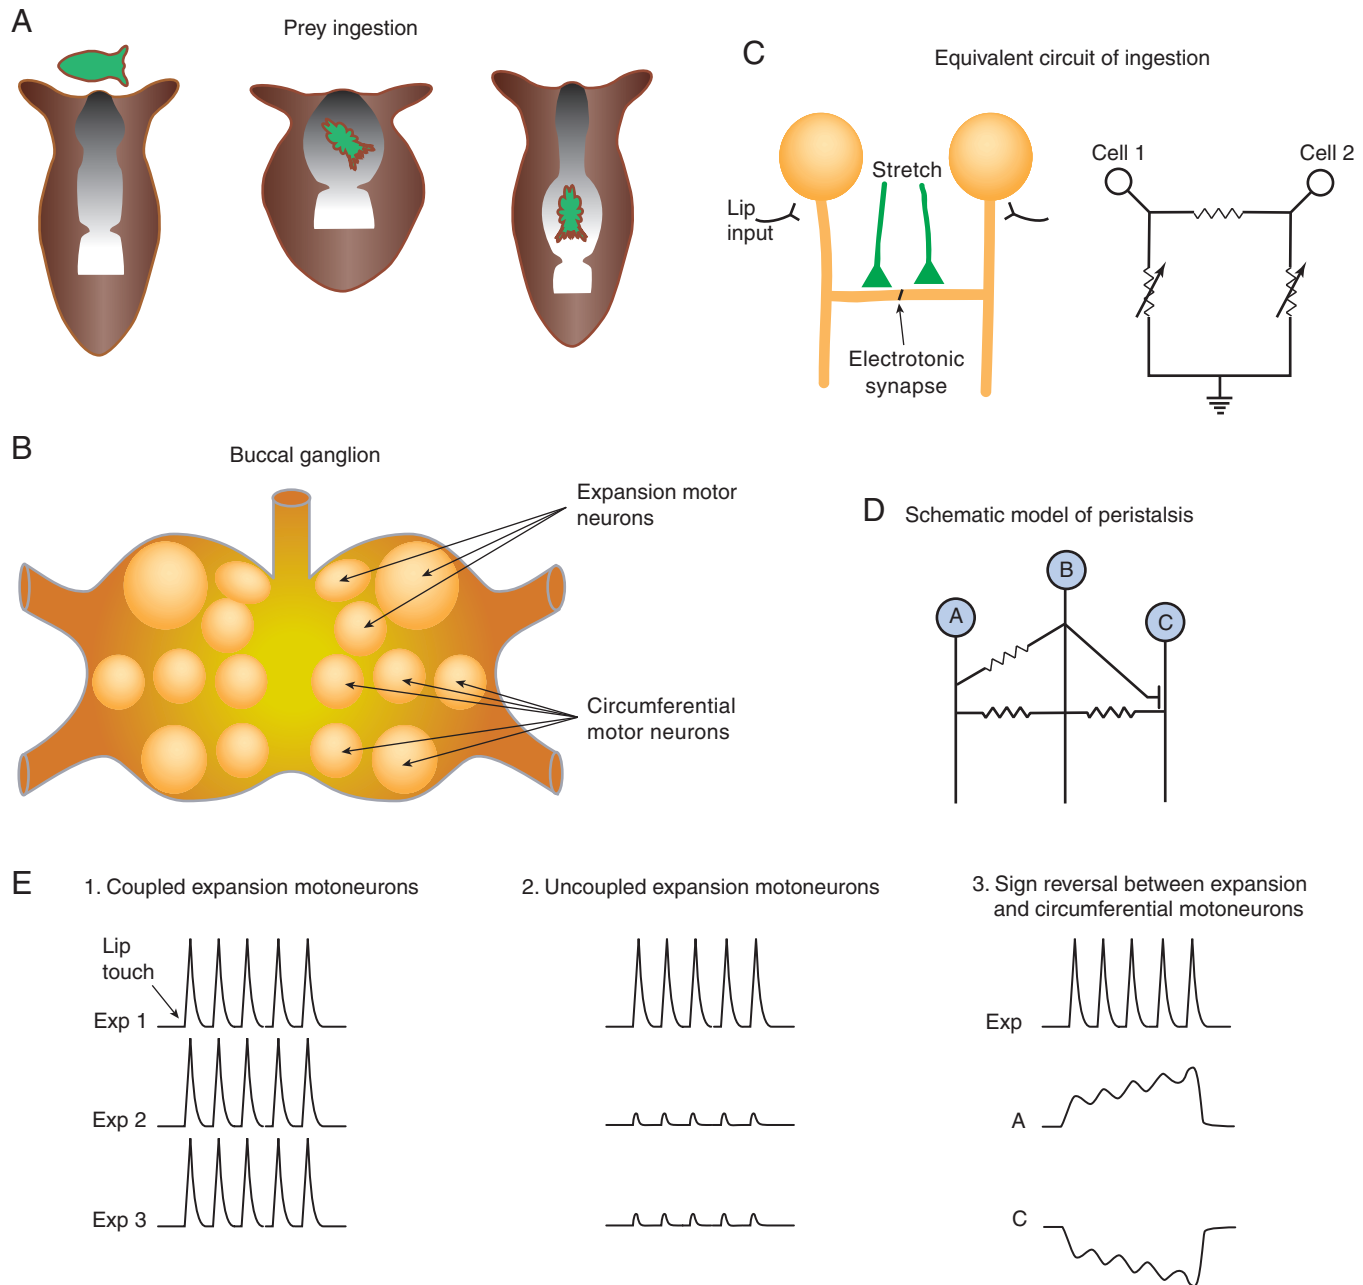 A
Prey ingestion
B
Buccal ganglion
Expansion motor
neurons
Circumferential
motor neurons
C
Equivalent circuit of ingestion
Stretch
Lip
input
Electrotonic
synapse
Cell 1
Cell 2
D
Schematic model of peristalsis
A
B
C
E
1. Coupled expansion motoneurons
Lip
touch
Exp 1
Exp 2
Exp 3
2. Uncoupled expansion motoneurons
3. Sign reversal between expansion
and circumferential motoneurons
Exp
A
C